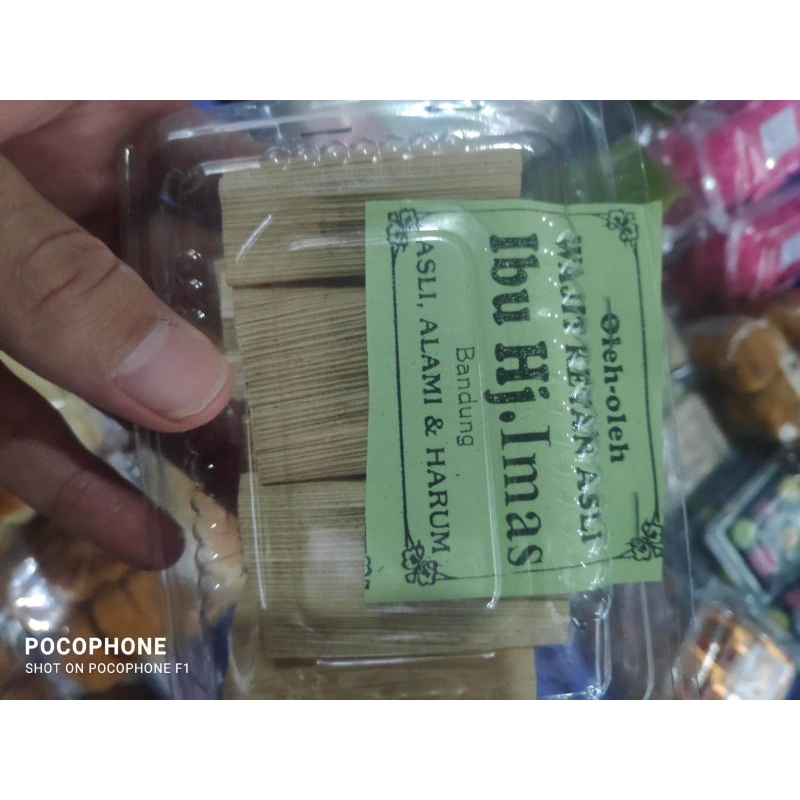 Oleh-oleh
WAJIT KETAN ASLI
Ibu Hj.Imas
Bandung
ASLI, ALAMI & HARUM
POCOPHONE
SHOT ON POCOPHONE F1